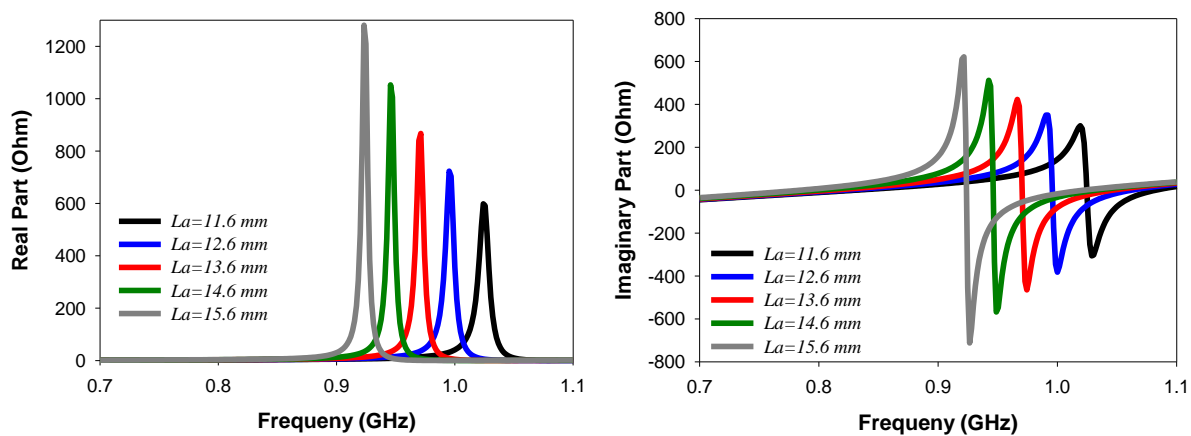 Real Part (Ohm)
1200
1000
800
600
400
200
0
La=11.6 mm
La=12.6 mm
La=13.6 mm
La=14.6 mm
La=15.6 mm
0.7
0.8
0.9
1.0
1.1
Frequeny (GHz)
Imaginary Part (Ohm)
800
600
400
200
0
-200
-400
-600
-800
La=11.6 mm
La=12.6 mm
La=13.6 mm
La=14.6 mm
La=15.6 mm
0.7
0.8
0.9
1.0
1.1
Frequeny (GHz)